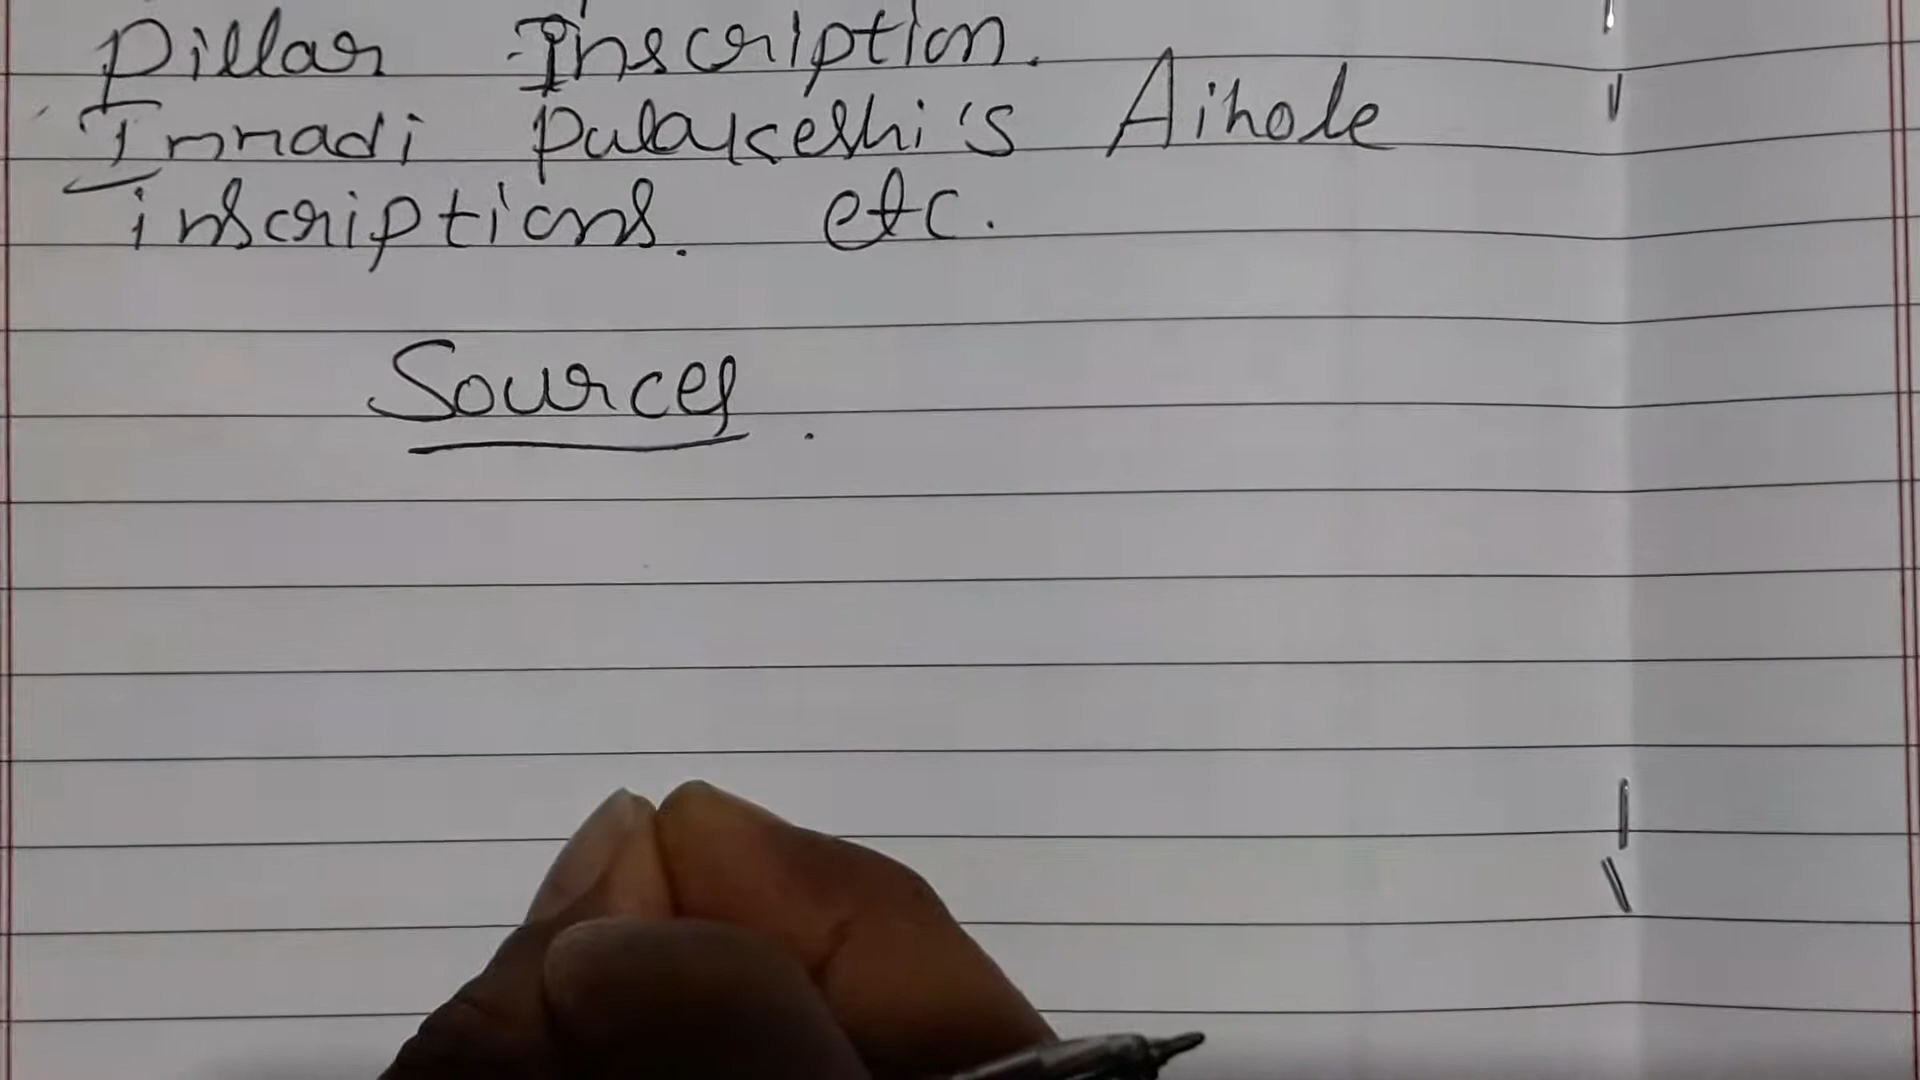 Pillar Inscription.
Immadi Pulakeshi's Aihole
inscriptions. etc.
Sources.